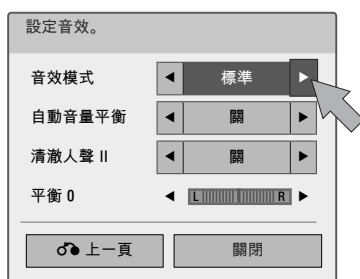 設定音效。
音效模式 ◄ 標準 ►
自動音量平衡 ◄ 關 ►
清澈人聲 II ◄ 關 ►
平衡 0 ◄ L R ►
上一頁 關閉